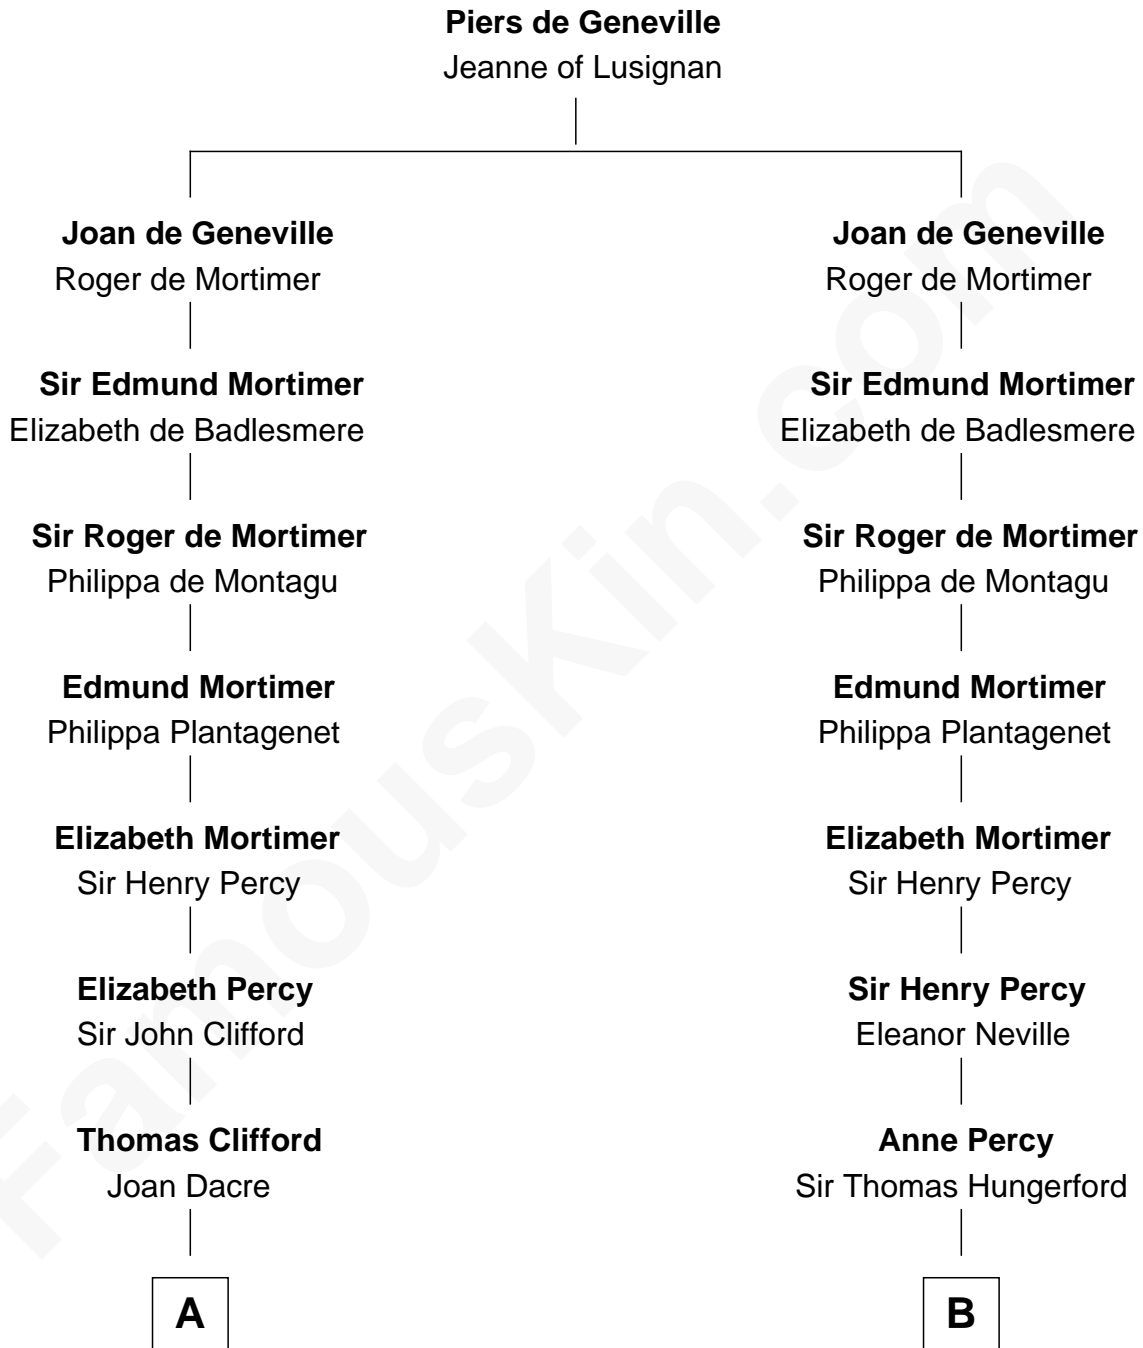 Piers de Geneville
Jeanne of Lusignan
Joan de Geneville
Roger de Mortimer
Joan de Geneville
Roger de Mortimer
Sir Edmund Mortimer
Elizabeth de Badlesmere
Sir Edmund Mortimer
Elizabeth de Badlesmere
Sir Roger de Mortimer
Philippa de Montagu
Sir Roger de Mortimer
Philippa de Montagu
Edmund Mortimer
Philippa Plantagenet
Edmund Mortimer
Philippa Plantagenet
Elizabeth Mortimer
Sir Henry Percy
Elizabeth Mortimer
Sir Henry Percy
Elizabeth Percy
Sir John Clifford
Sir Henry Percy
Eleanor Neville
Thomas Clifford
Joan Dacre
Anne Percy
Sir Thomas Hungerford
A
B
FamousKin.com